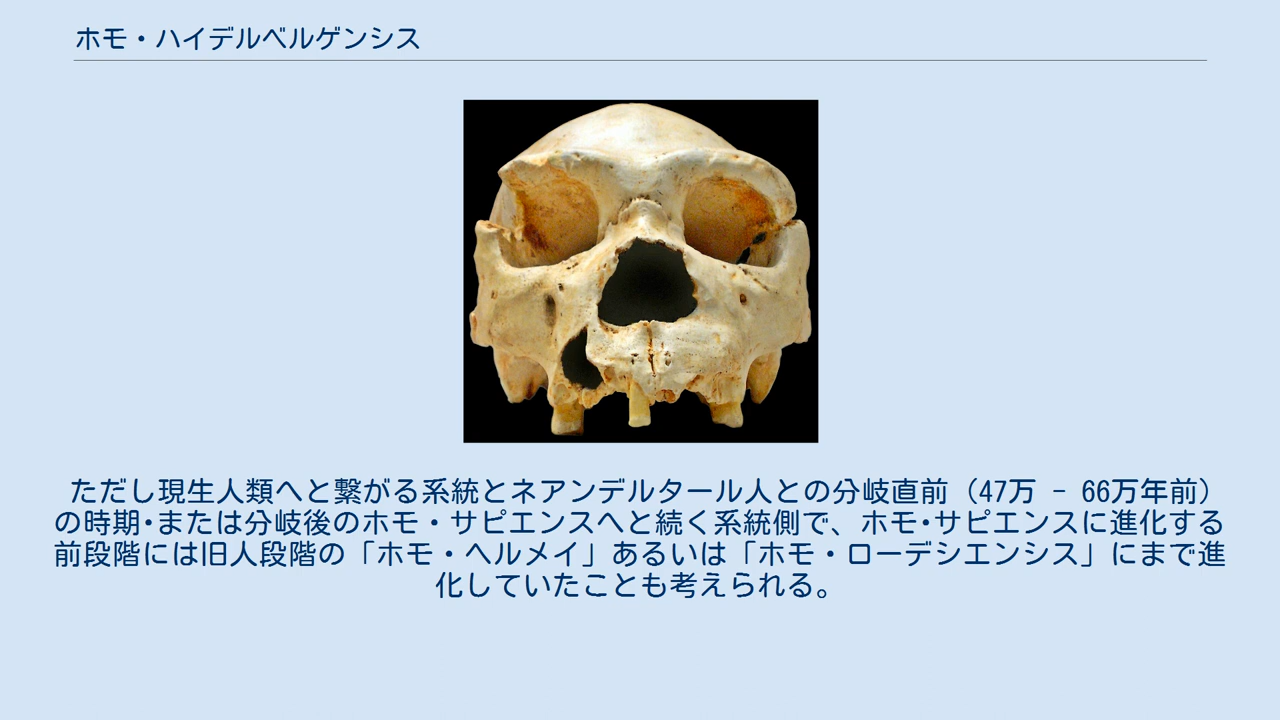 ホモ・ハイデルベルゲンシス
ただし現生人類へと繋がる系統とネアンデルタール人との分岐直前（47万 - 66万年前）
の時期･または分岐後のホモ・サピエンスへと続く系統側で、ホモ･サピエンスに進化する
前段階には旧人段階の「ホモ・ヘルメイ」あるいは「ホモ・ローデシエンシス」にまで進
化していたことも考えられる。